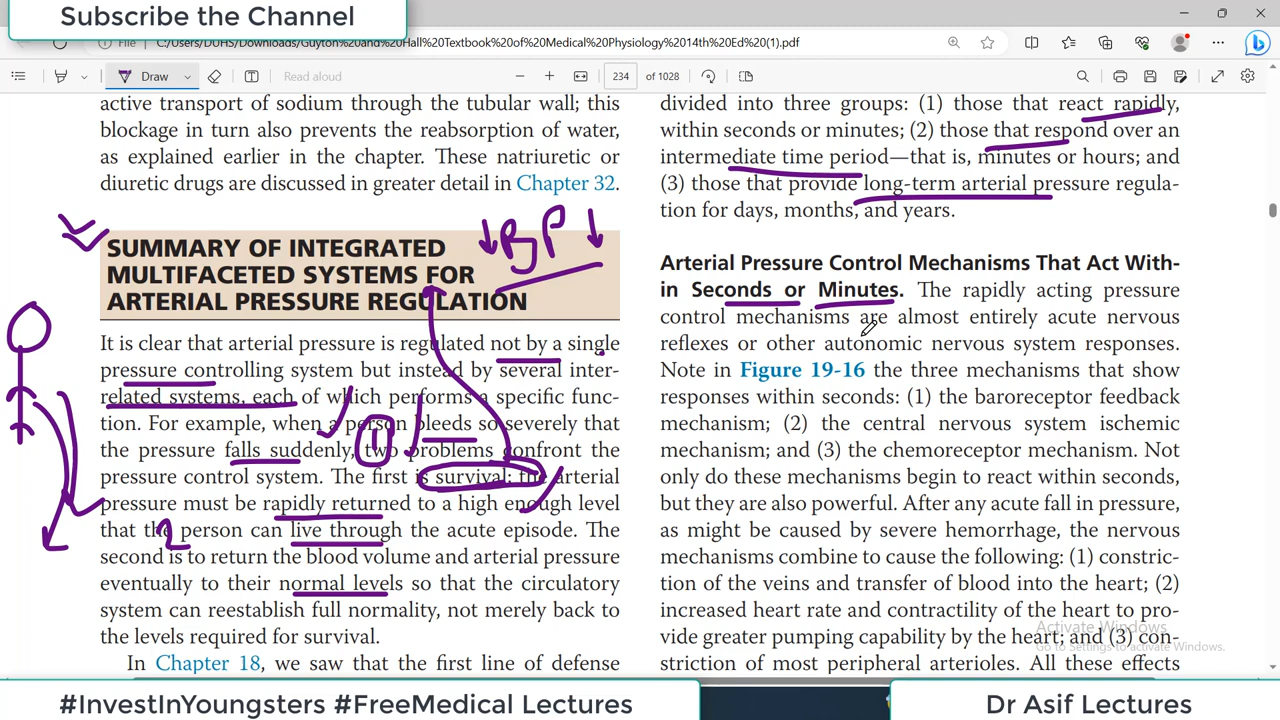 Subscribe the Channel
File
C:/Users/DUHS/Downloads/Guyton%20and%20Hall%20Textbook%20of%20Medical%20Physiology%2014th%20Ed%20(1).pdf
Draw
Read aloud
234
of 1028
active transport of sodium through the tubular wall; this
blockage in turn also prevents the reabsorption of water,
as explained earlier in the chapter. These natriuretic or
diuretic drugs are discussed in greater detail in Chapter 32.
SUMMARY OF INTEGRATED
MULTIFACETED SYSTEMS FOR
ARTERIAL PRESSURE REGULATION
BP
It is clear that arterial pressure is regulated not by a single
pressure controlling system but instead by several inter-
related systems, each of which performs a specific func-
tion. For example, when a person bleeds so severely that
the pressure falls suddenly, two problems confront the
pressure control system. The first is survival; the arterial
pressure must be rapidly returned to a high enough level
that the person can live through the acute episode. The
second is to return the blood volume and arterial pressure
eventually to their normal levels so that the circulatory
system can reestablish full normality, not merely back to
the levels required for survival.
In Chapter 18, we saw that the first line of defense
1
2
divided into three groups: (1) those that react rapidly,
within seconds or minutes; (2) those that respond over an
intermediate time period—that is, minutes or hours; and
(3) those that provide long-term arterial pressure regula-
tion for days, months, and years.
Arterial Pressure Control Mechanisms That Act With-
in Seconds or Minutes. The rapidly acting pressure
control mechanisms are almost entirely acute nervous
reflexes or other autonomic nervous system responses.
Note in Figure 19-16 the three mechanisms that show
responses within seconds: (1) the baroreceptor feedback
mechanism; (2) the central nervous system ischemic
mechanism; and (3) the chemoreceptor mechanism. Not
only do these mechanisms begin to react within seconds,
but they are also powerful. After any acute fall in pressure,
as might be caused by severe hemorrhage, the nervous
mechanisms combine to cause the following: (1) constric-
tion of the veins and transfer of blood into the heart; (2)
increased heart rate and contractility of the heart to pro-
vide greater pumping capability by the heart; and (3) con-
striction of most peripheral arterioles. All these effects
Activate Windows
Go to Settings to activate Windows.
#InvestInYoungsters #FreeMedical Lectures
Dr Asif Lectures